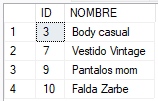 ID NOMBRE
1 3 Body casual
2 7 Vestido Vintage
3 9 Pantalos mom
4 10 Falda Zarbe